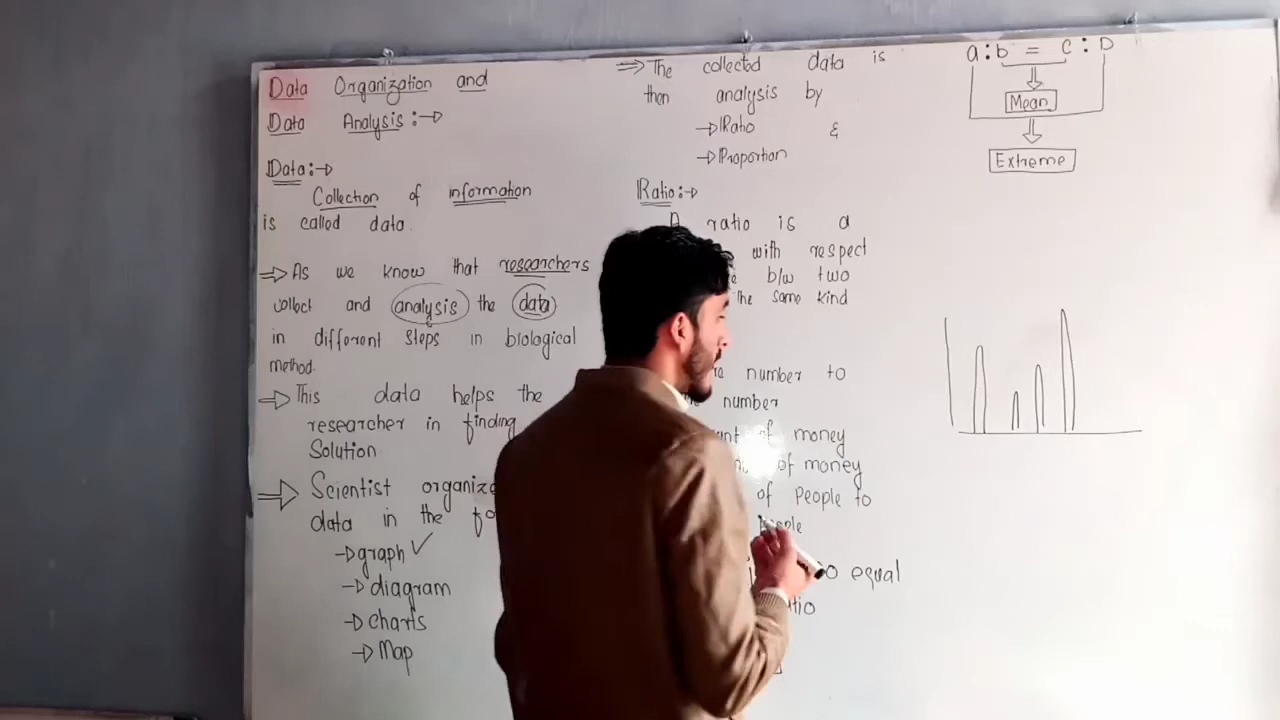 Data Organization and
Data Analysis:→
Data:→
Collection of information
is called data.
⇒ As we know that researchers
collect and analysis the data
in different steps in biological
method.
⇒ This data helps the
researcher in finding
Solution
⇒ Scientist
data in the
→ graph ✓
→ diagram
→ charts
→ Map
⇒ The collected data is
then analysis by
→ Ratio &
→ Proportion
Ratio:→
A ratio is a
with respect
b/w two
the same kind
number to
number
of money
of money
of People to
People
equal
a:b = c:D
Mean
Extreme